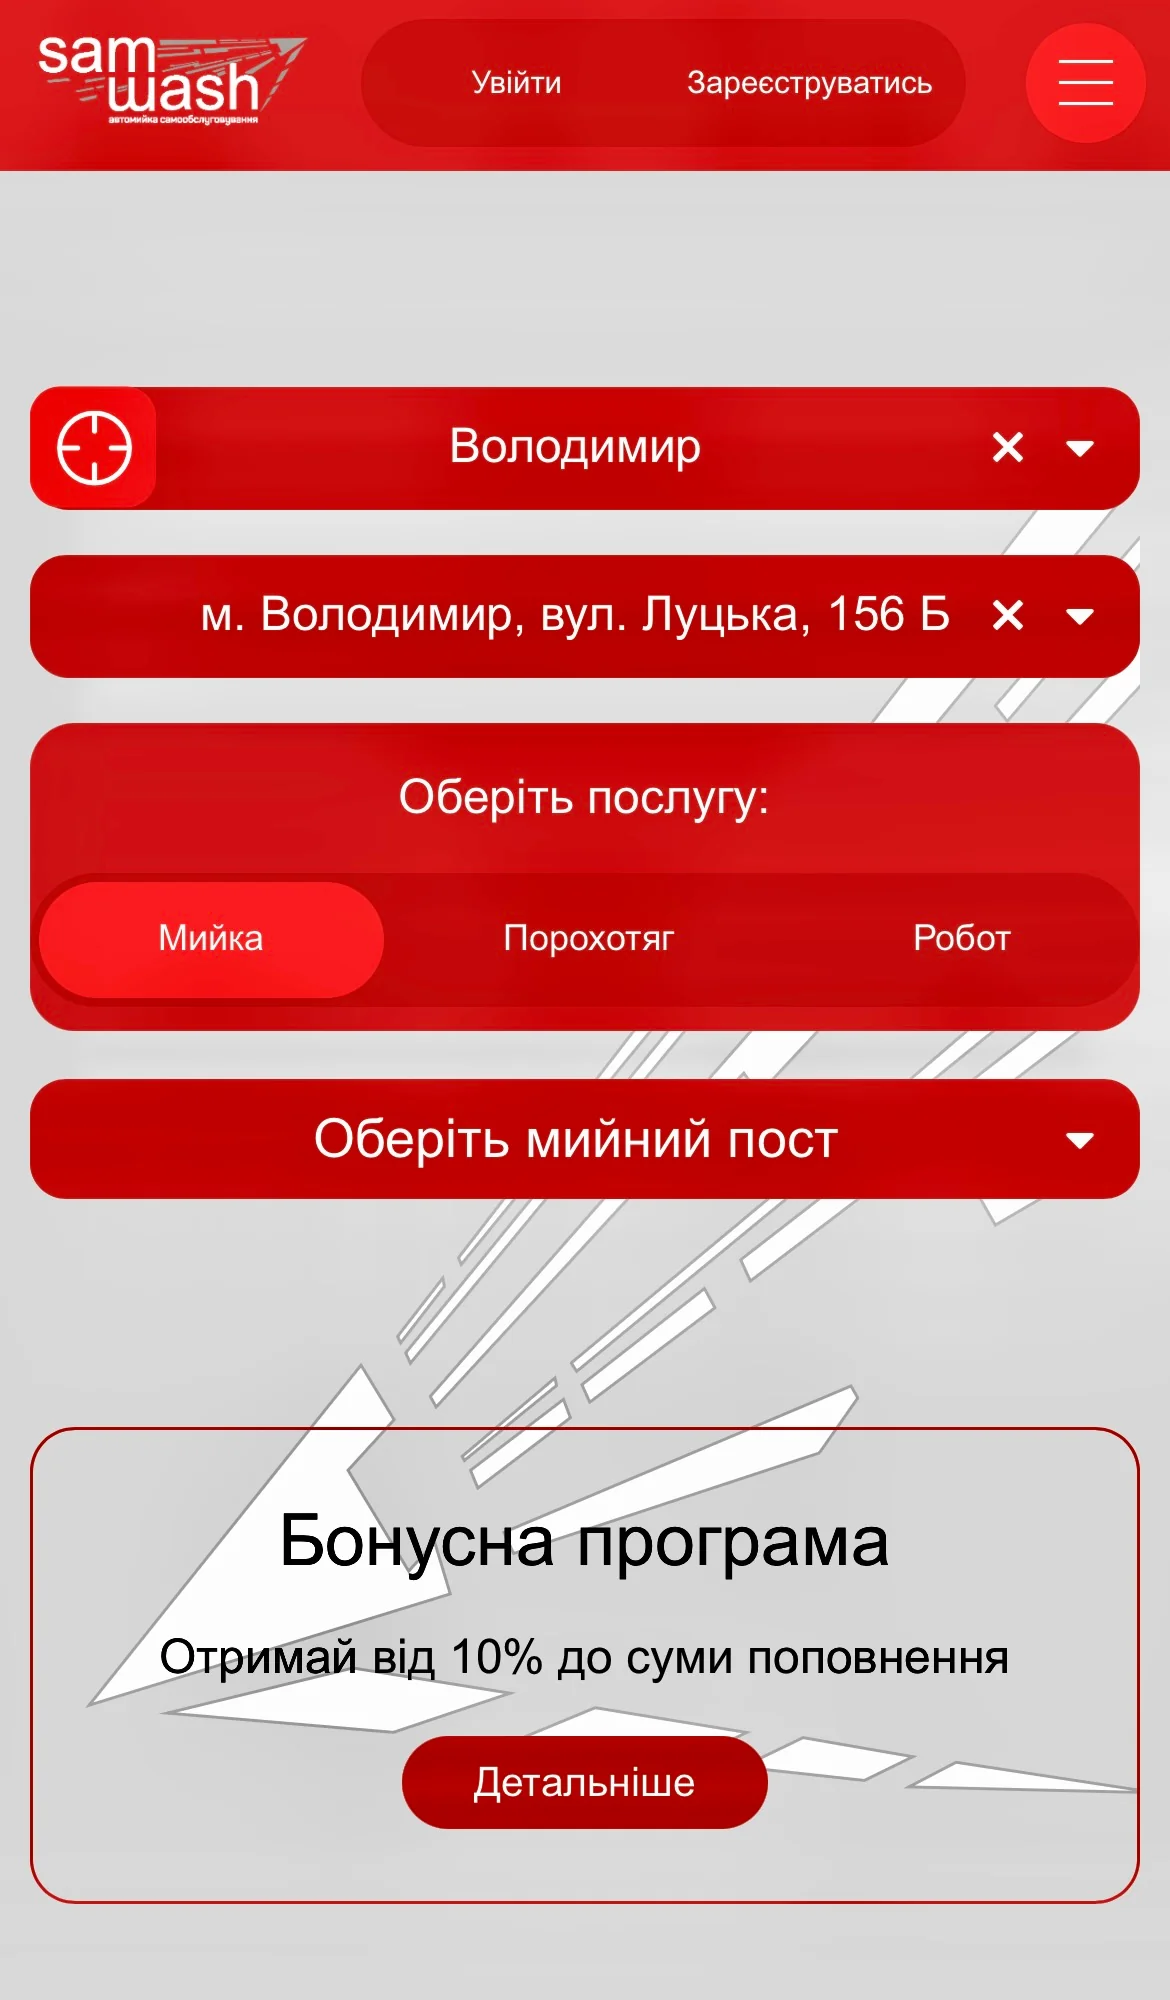 sam
wash
автомийка самообслуговування
Увійти
Зареєструватись
Володимир
м. Володимир, вул. Луцька, 156 Б
Оберіть послугу:
Мийка
Порохотяг
Робот
Оберіть мийний пост
Бонусна програма
Отримай від 10% до суми поповнення
Детальніше